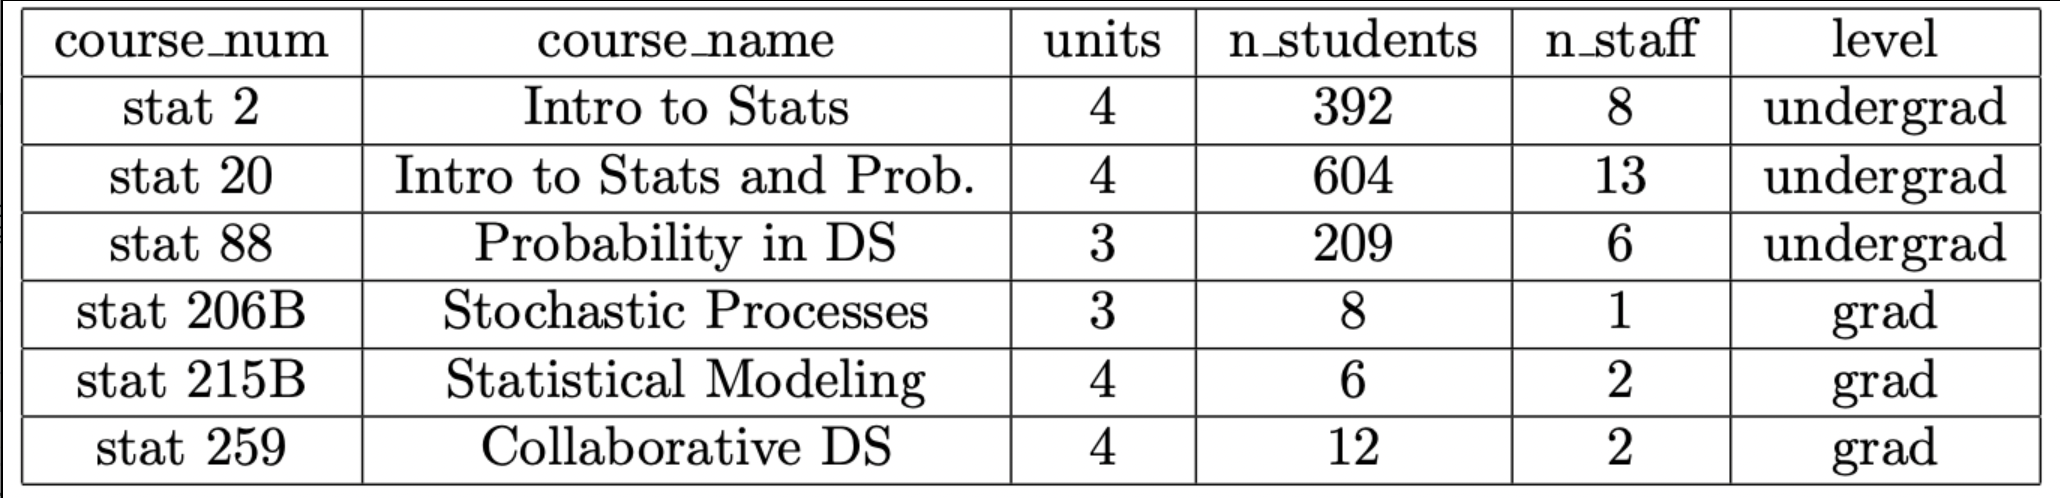 course_num course_name units n_students n_staff level
stat 2 Intro to Stats 4 392 8 undergrad
stat 20 Intro to Stats and Prob. 4 604 13 undergrad
stat 88 Probability in DS 3 209 6 undergrad
stat 206B Stochastic Processes 3 8 1 grad
stat 215B Statistical Modeling 4 6 2 grad
stat 259 Collaborative DS 4 12 2 grad